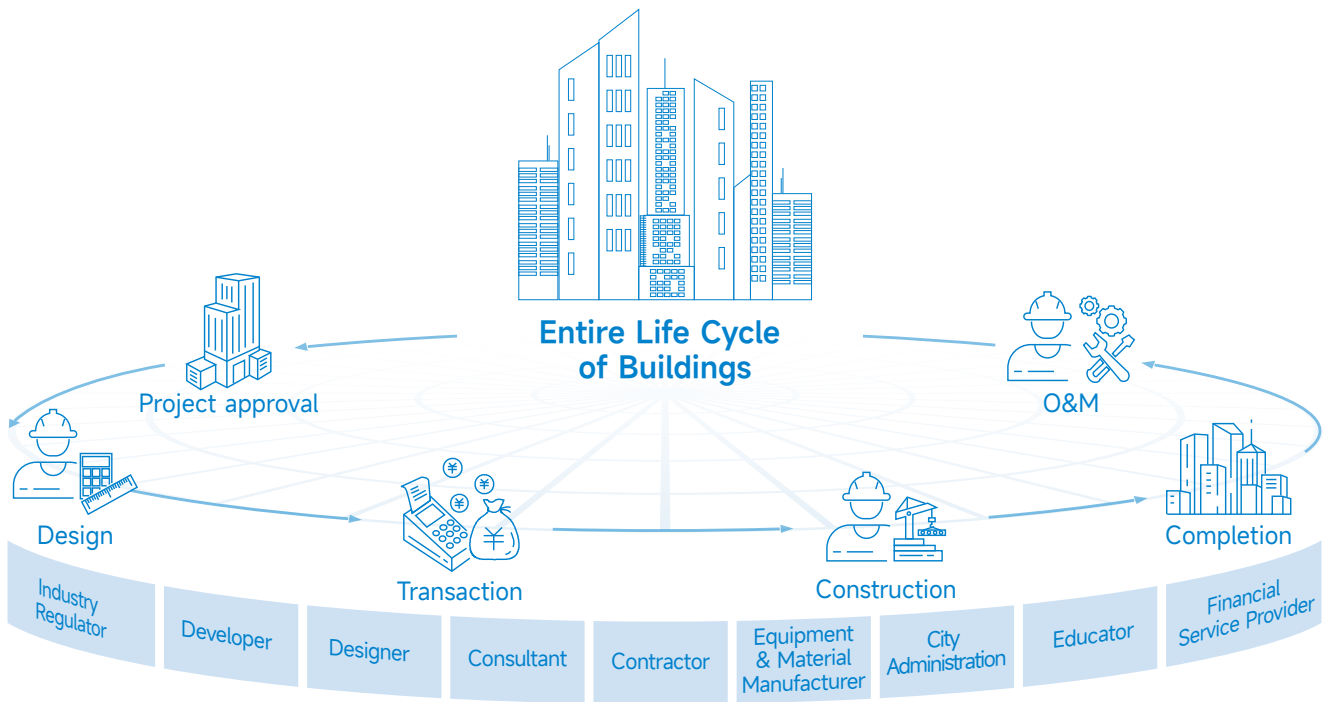 Entire Life Cycle
of Buildings
Project approval
O&M
Design
Transaction
¥
¥
¥
¥
Construction
Completion
Industry
Regulator
Developer
Designer
Consultant
Contractor
Equipment
& Material
Manufacturer
City
Administration
Educator
Financial
Service Provider